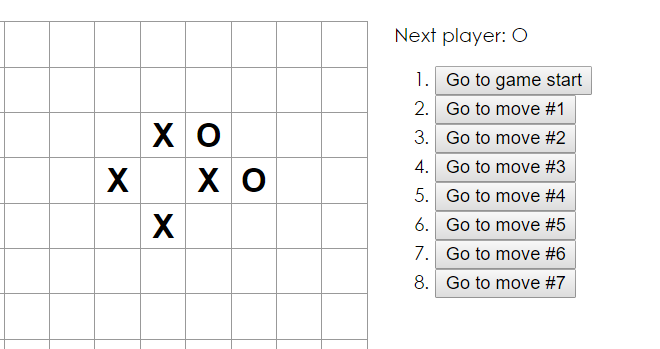 Next player: O
X O
X X O
X
1. Go to game start
2. Go to move #1
3. Go to move #2
4. Go to move #3
5. Go to move #4
6. Go to move #5
7. Go to move #6
8. Go to move #7